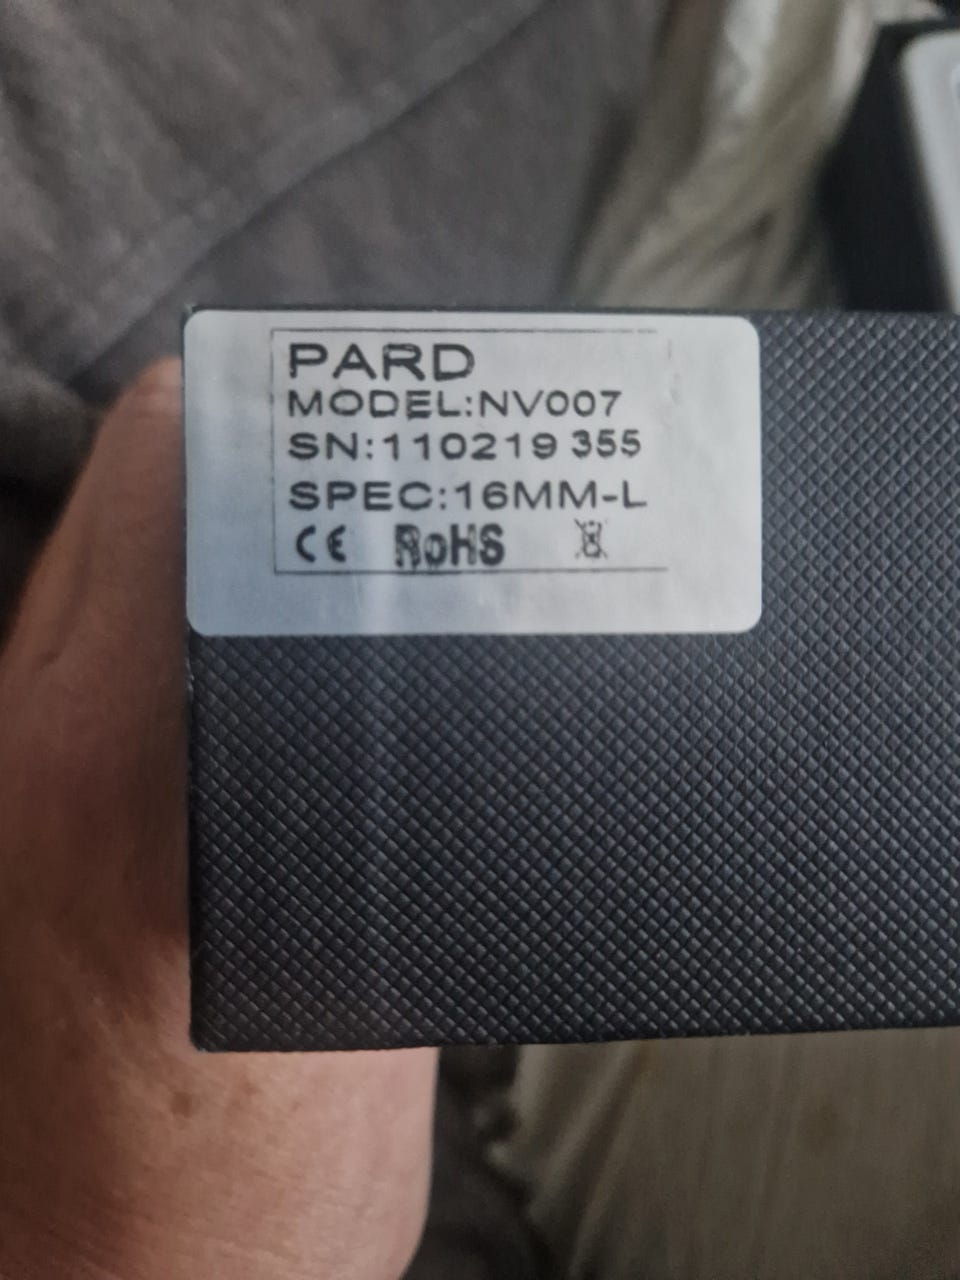 PARD
MODEL:NV007
SN:110219 355
SPEC:16MM-L
CE RoHS